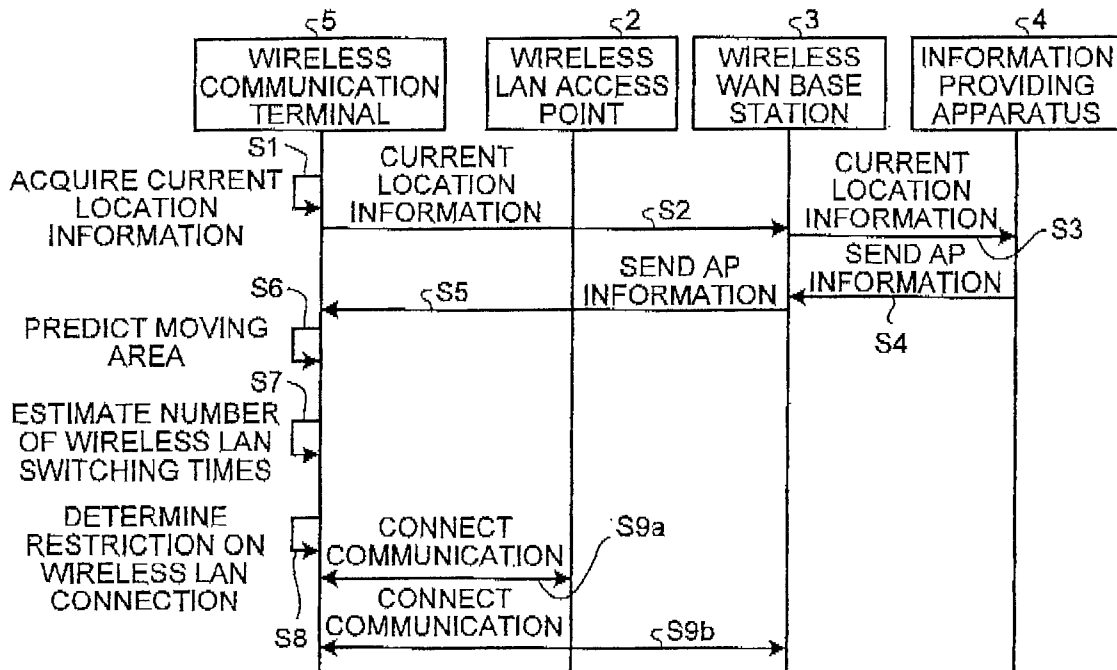 5
2
3
4
WIRELESS
COMMUNICATION
TERMINAL
WIRELESS
LAN ACCESS
POINT
WIRELESS
WAN BASE
STATION
INFORMATION
PROVIDING
APPARATUS
S1
ACQUIRE CURRENT
LOCATION
INFORMATION
CURRENT
LOCATION
INFORMATION
S2
CURRENT
LOCATION
INFORMATION
S3
SEND AP
INFORMATION
S4
SEND AP
INFORMATION
S5
S6
PREDICT MOVING
AREA
S7
ESTIMATE NUMBER
OF WIRELESS LAN
SWITCHING TIMES
DETERMINE
RESTRICTION ON
WIRELESS LAN
CONNECTION
S8
CONNECT
COMMUNICATION
S9a
CONNECT
COMMUNICATION
S9b